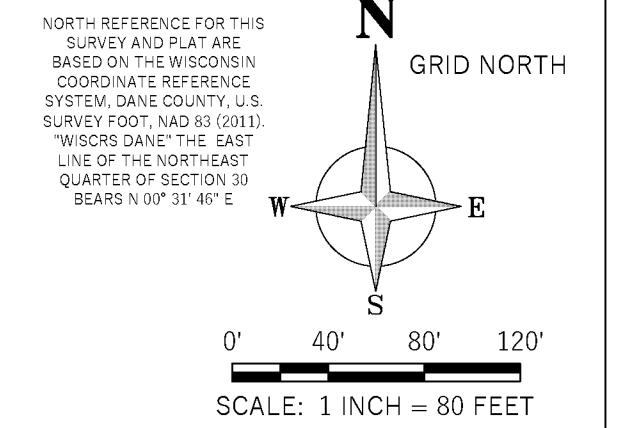 NORTH REFERENCE FOR THIS
SURVEY AND PLAT ARE
BASED ON THE WISCONSIN
COORDINATE REFERENCE
SYSTEM, DANE COUNTY, U.S.
SURVEY FOOT, NAD 83 (2011).
"WISCRS DANE" THE EAST
LINE OF THE NORTHEAST
QUARTER OF SECTION 30
BEARS N 00° 31' 46" E
N
GRID NORTH
W
E
S
0' 40' 80' 120'
SCALE: 1 INCH = 80 FEET